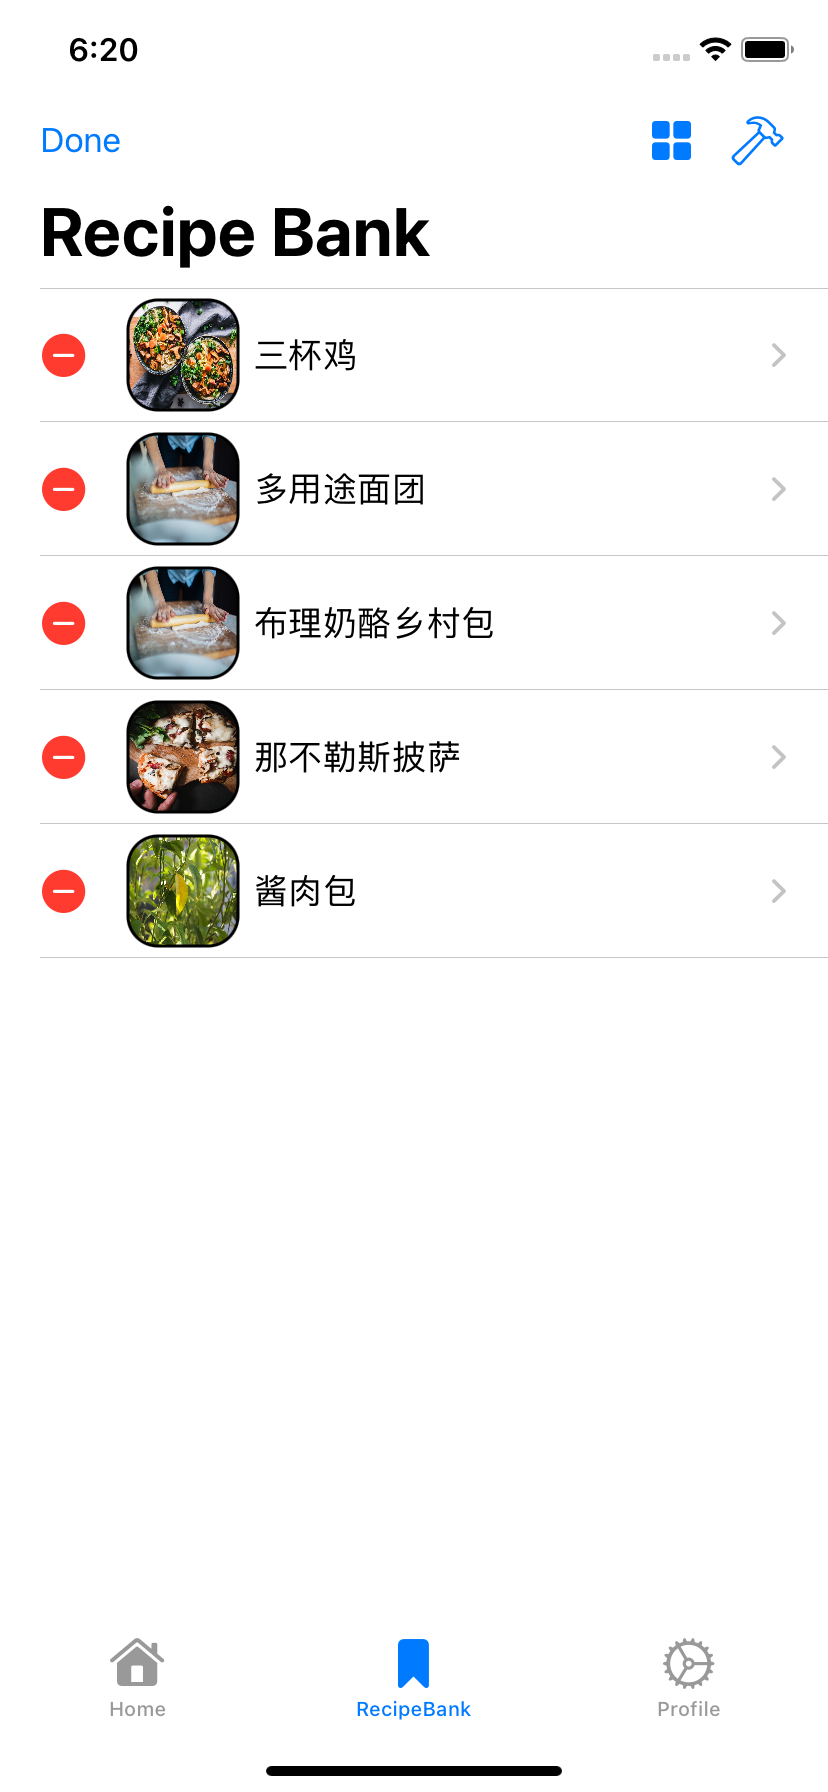 6:20
Done
Recipe Bank
三杯鸡
多用途面团
布理奶酪乡村包
那不勒斯披萨
酱肉包
Home
RecipeBank
Profile